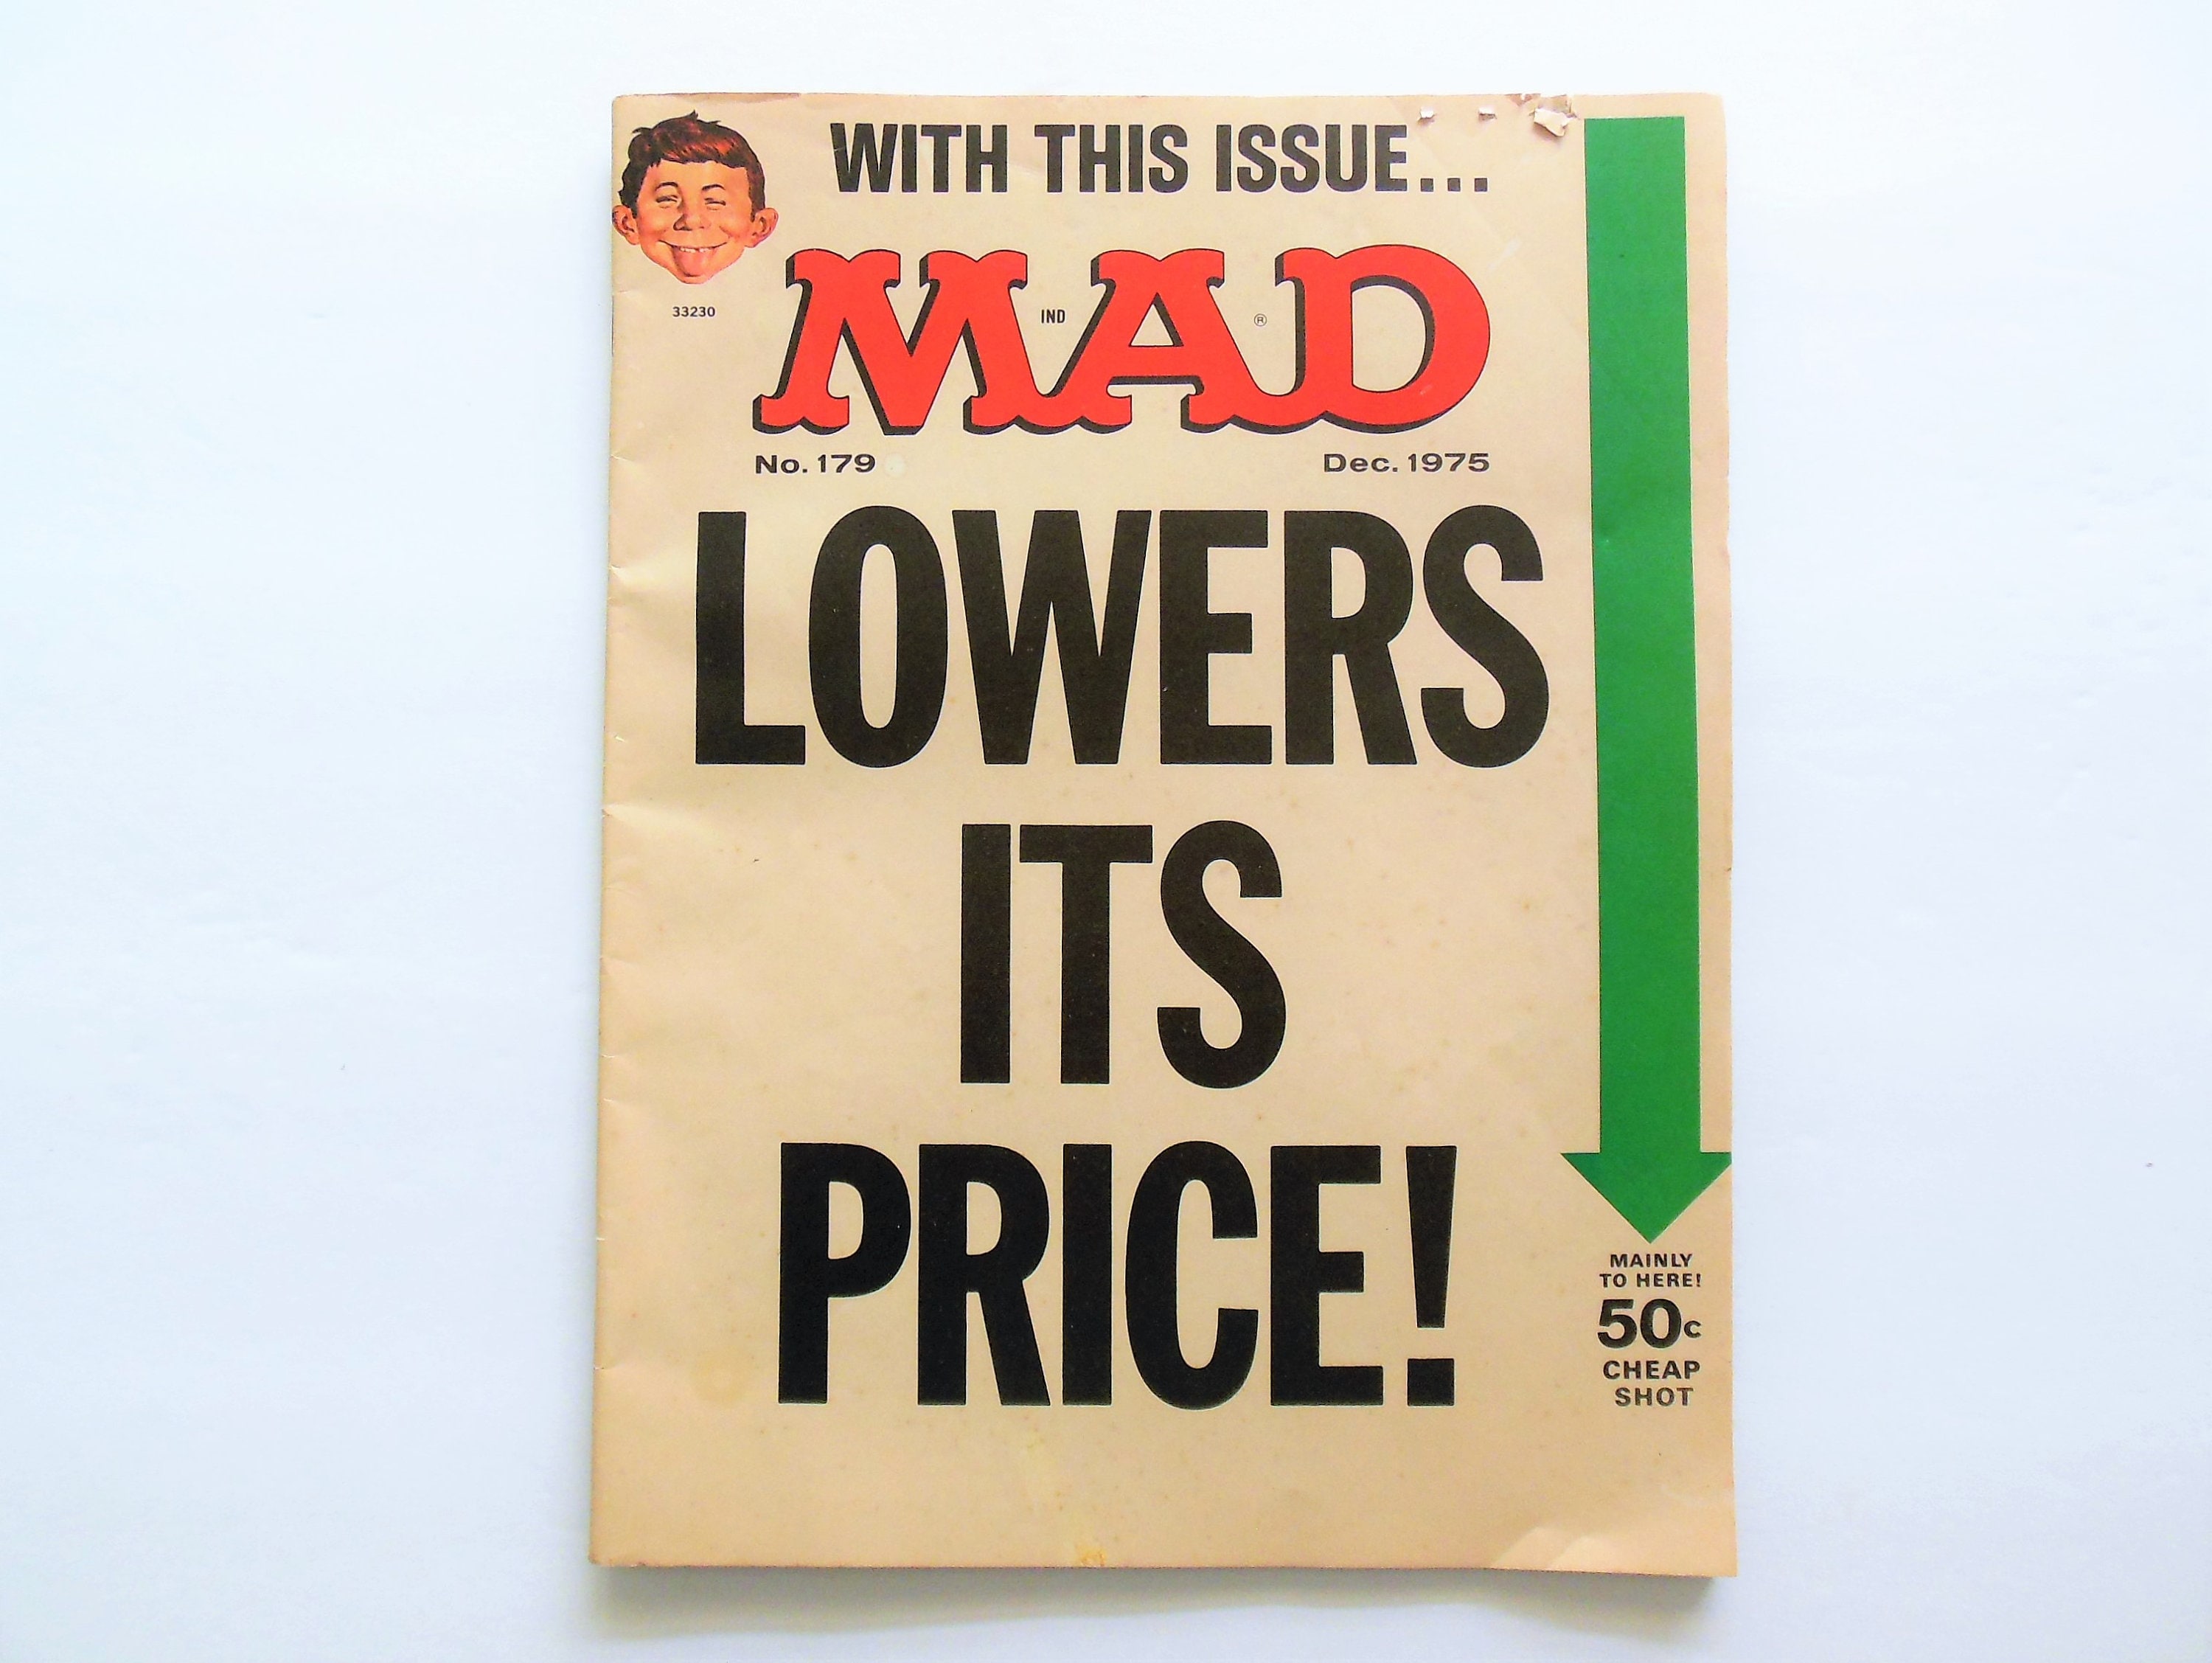 WITH THIS ISSUE...
33230
MAD
IND
®
No. 179
Dec. 1975
LOWERS
ITS
PRICE!
MAINLY
TO HERE!
50c
CHEAP
SHOT